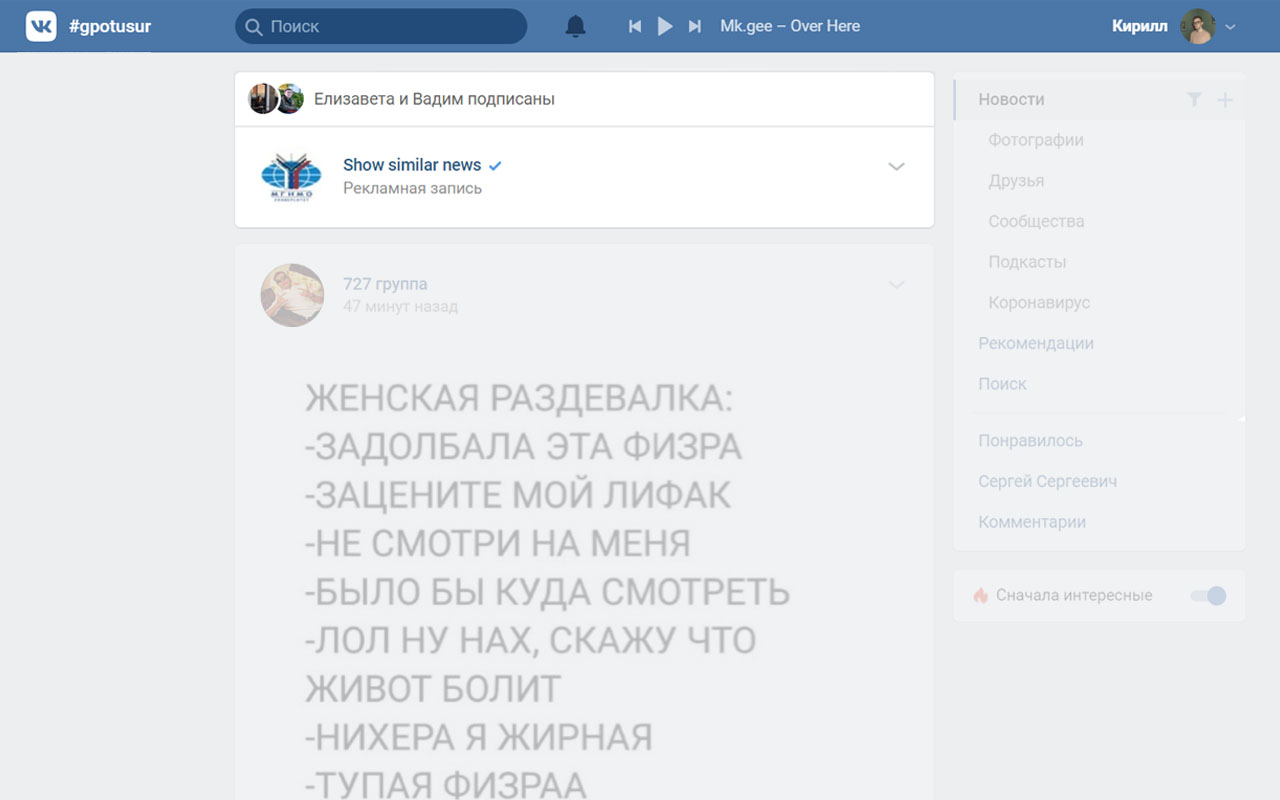 #gpotusur
Поиск
Mk.gee – Over Here
Кирилл
Елизавета и Вадим подписаны
Show similar news
Рекламная запись
МГИМО
УНИВЕРСИТЕТ
727 группа
47 минут назад
ЖЕНСКАЯ РАЗДЕВАЛКА:
-ЗАДОЛБАЛА ЭТА ФИЗРА
-ЗАЦЕНИТЕ МОЙ ЛИФАК
-НЕ СМОТРИ НА МЕНЯ
-БЫЛО БЫ КУДА СМОТРЕТЬ
-ЛОЛ НУ НАХ, СКАЖУ ЧТО
ЖИВОТ БОЛИТ
-НИХЕРА Я ЖИРНАЯ
-ТУПАЯ ФИЗРАА
Новости
Фотографии
Друзья
Сообщества
Подкасты
Коронавирус
Рекомендации
Поиск
Понравилось
Сергей Сергеевич
Комментарии
Сначала интересные